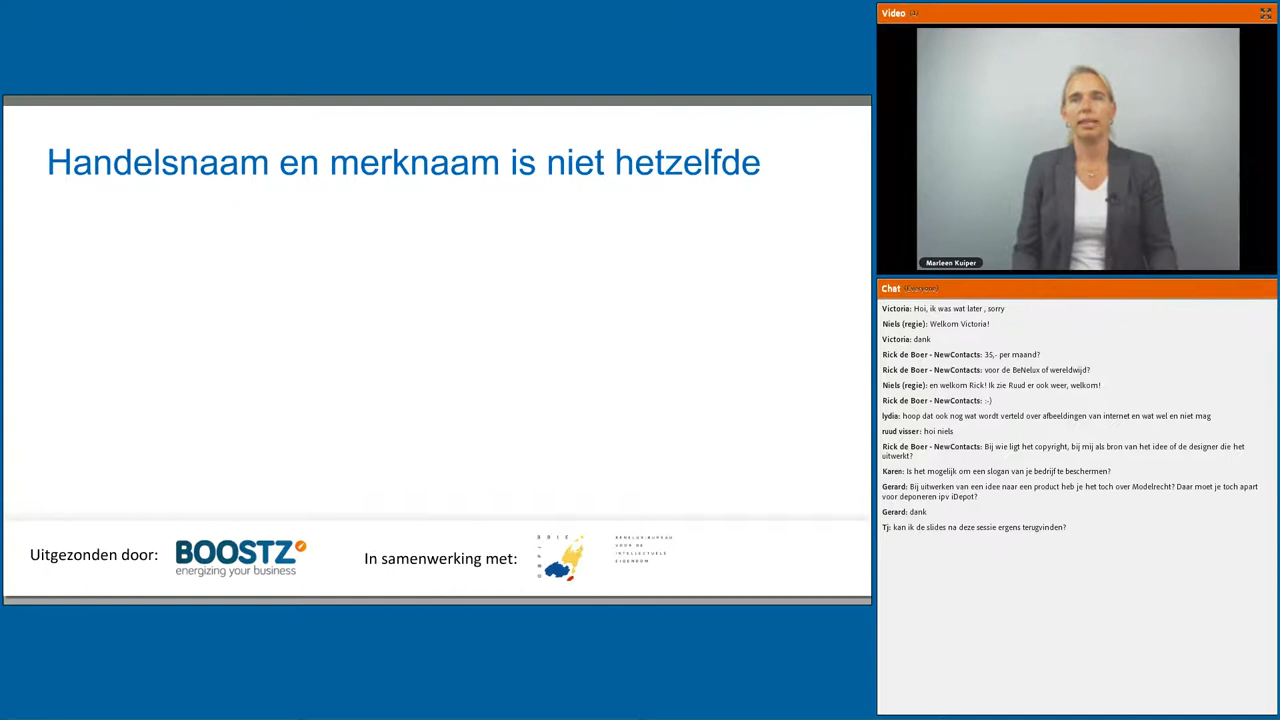 Handelsnaam en merknaam is niet hetzelfde
Uitgezonden door:
BOOSTZ
energizing your business
In samenwerking met:
BBIE
OBPI
BENELUX-BUREAU
VOOR DE
INTELLECTUELE
EIGENDOM
Video
Marleen Kuiper
Chat (Everyone)
Victoria: Hoi, ik was wat later , sorry
Niels (regie): Welkom Victoria!
Victoria: dank
Rick de Boer - NewContacts: 35,- per maand?
Rick de Boer - NewContacts: voor de BeNelux of wereldwijd?
Niels (regie): en welkom Rick! Ik zie Ruud er ook weer, welkom!
Rick de Boer - NewContacts: :-)
lydia: hoop dat ook nog wat wordt verteld over afbeeldingen van internet en wat wel en niet mag
ruud visser: hoi niels
Rick de Boer - NewContacts: Bij wie ligt het copyright, bij mij als bron van het idee of de designer die het
uitwerkt?
Karen: Is het mogelijk om een slogan van je bedrijf te beschermen?
Gerard: Bij uitwerken van een idee naar een product heb je het toch over Modelrecht? Daar moet je toch apart
voor deponeren ipv iDepot?
Gerard: dank
Tj: kan ik de slides na deze sessie ergens terugvinden?